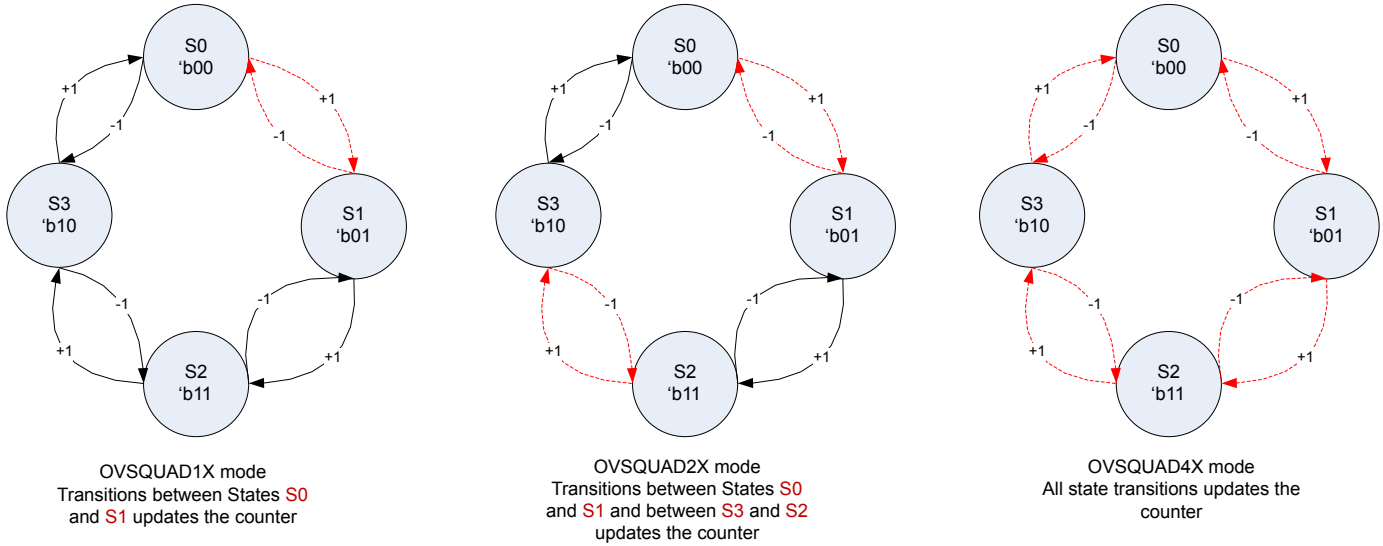 S0
‘b00
+1
-1
+1
-1
S3
‘b10
S1
‘b01
-1
+1
-1
+1
S2
‘b11
OVSQUAD1X mode
Transitions between States S0
and S1 updates the counter
S0
‘b00
+1
-1
+1
-1
S3
‘b10
S1
‘b01
-1
+1
-1
+1
S2
‘b11
OVSQUAD2X mode
Transitions between States S0
and S1 and between S3 and S2
updates the counter
S0
‘b00
+1
-1
+1
-1
S3
‘b10
S1
‘b01
-1
+1
-1
+1
S2
‘b11
OVSQUAD4X mode
All state transitions updates the
counter